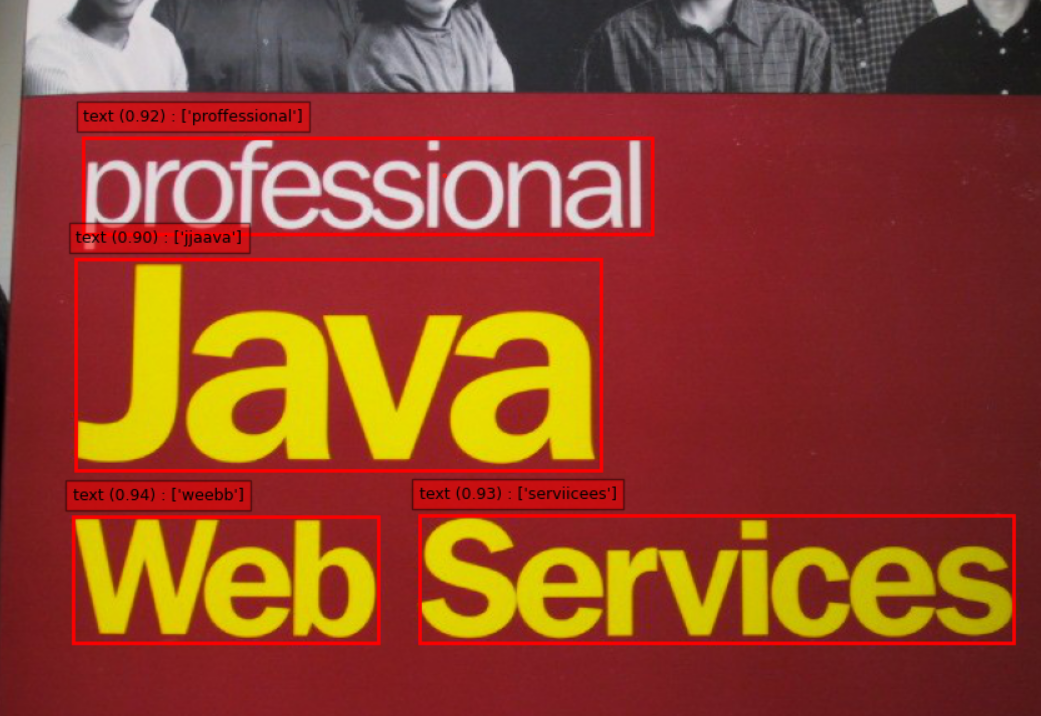 text (0.92) : ['proffessional']
professional
text (0.90) : ['jjaava']
Java
text (0.94) : ['weebb'] text (0.93) : ['serviicees']
Web Services